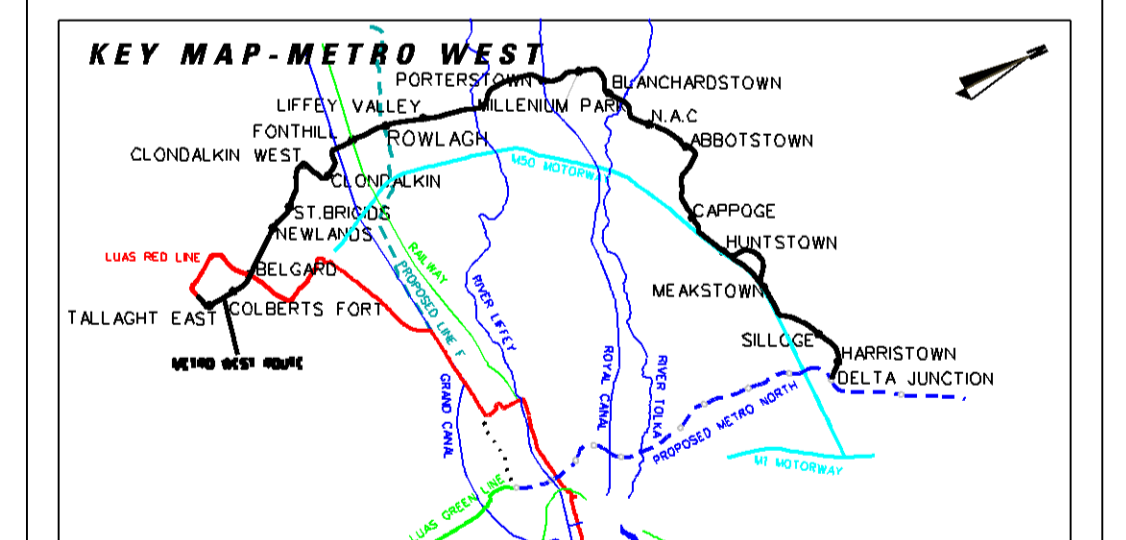 KEY MAP-METRO WEST
PORTERSTOWN
BLANCHARDSTOWN
LIFFEY VALLEY
MILLENIUM PARK
N.A.C
FONTHILL
ROWLAGH
ABBOTSTOWN
CLONDALKIN WEST
M50 MOTORWAY
CLONDALKIN
ST.BRIGIDS
CAPPOGE
NEWLANDS
HUNTSTOWN
LUAS RED LINE
BELGARD
RAILWAY
PROPOSED LINE F
RIVER LIFFEY
MEAKSTOWN
COLBERTS FORT
TALLAGHT EAST
SILLOGE
METRO WEST ROUTE
HARRISTOWN
DELTA JUNCTION
GRAND CANAL
ROYAL CANAL
RIVER TOLKA
PROPOSED METRO NORTH
M1 MOTORWAY
LUAS GREEN LINE